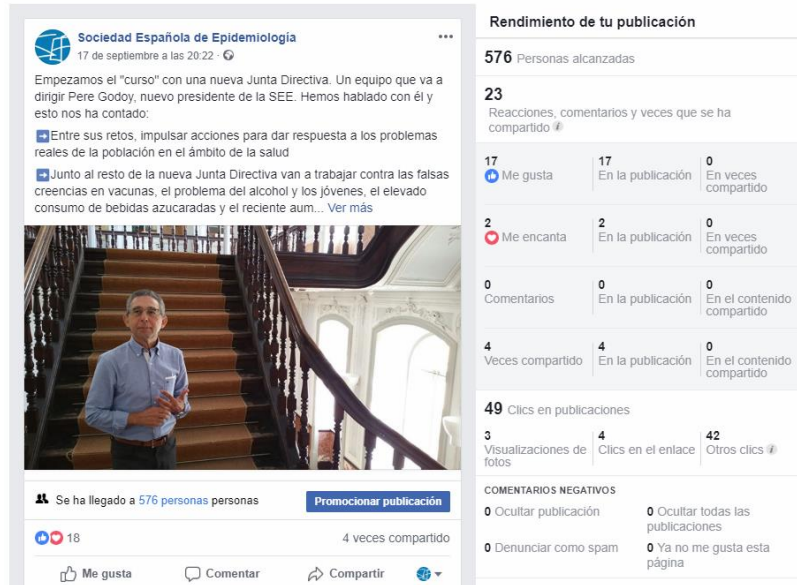 Sociedad Española de Epidemiología
17 de septiembre a las 20:22 ·
Empezamos el "curso" con una nueva Junta Directiva. Un equipo que va a
dirigir Pere Godoy, nuevo presidente de la SEE. Hemos hablado con él y
esto nos ha contado:
Entre sus retos, impulsar acciones para dar respuesta a los problemas
reales de la población en el ámbito de la salud
Junto al resto de la nueva Junta Directiva van a trabajar contra las falsas
creencias en vacunas, el problema del alcohol y los jóvenes, el elevado
consumo de bebidas azucaradas y el reciente aum... Ver más
Se ha llegado a 576 personas personas
Promocionar publicación
18
4 veces compartido
Me gusta
Comentar
Compartir
Rendimiento de tu publicación
576 Personas alcanzadas
23
Reacciones, comentarios y veces que se ha
compartido
17
Me gusta
17
En la publicación
0
En veces
compartido
2
Me encanta
2
En la publicación
0
En veces
compartido
0
Comentarios
0
En la publicación
0
En el contenido
compartido
4
Veces compartido
4
En la publicación
0
En el contenido
compartido
49 Clics en publicaciones
3
Visualizaciones de
fotos
4
Clics en el enlace
42
Otros clics
COMENTARIOS NEGATIVOS
0 Ocultar publicación
0 Ocultar todas las
publicaciones
0 Denunciar como spam
0 Ya no me gusta esta
página